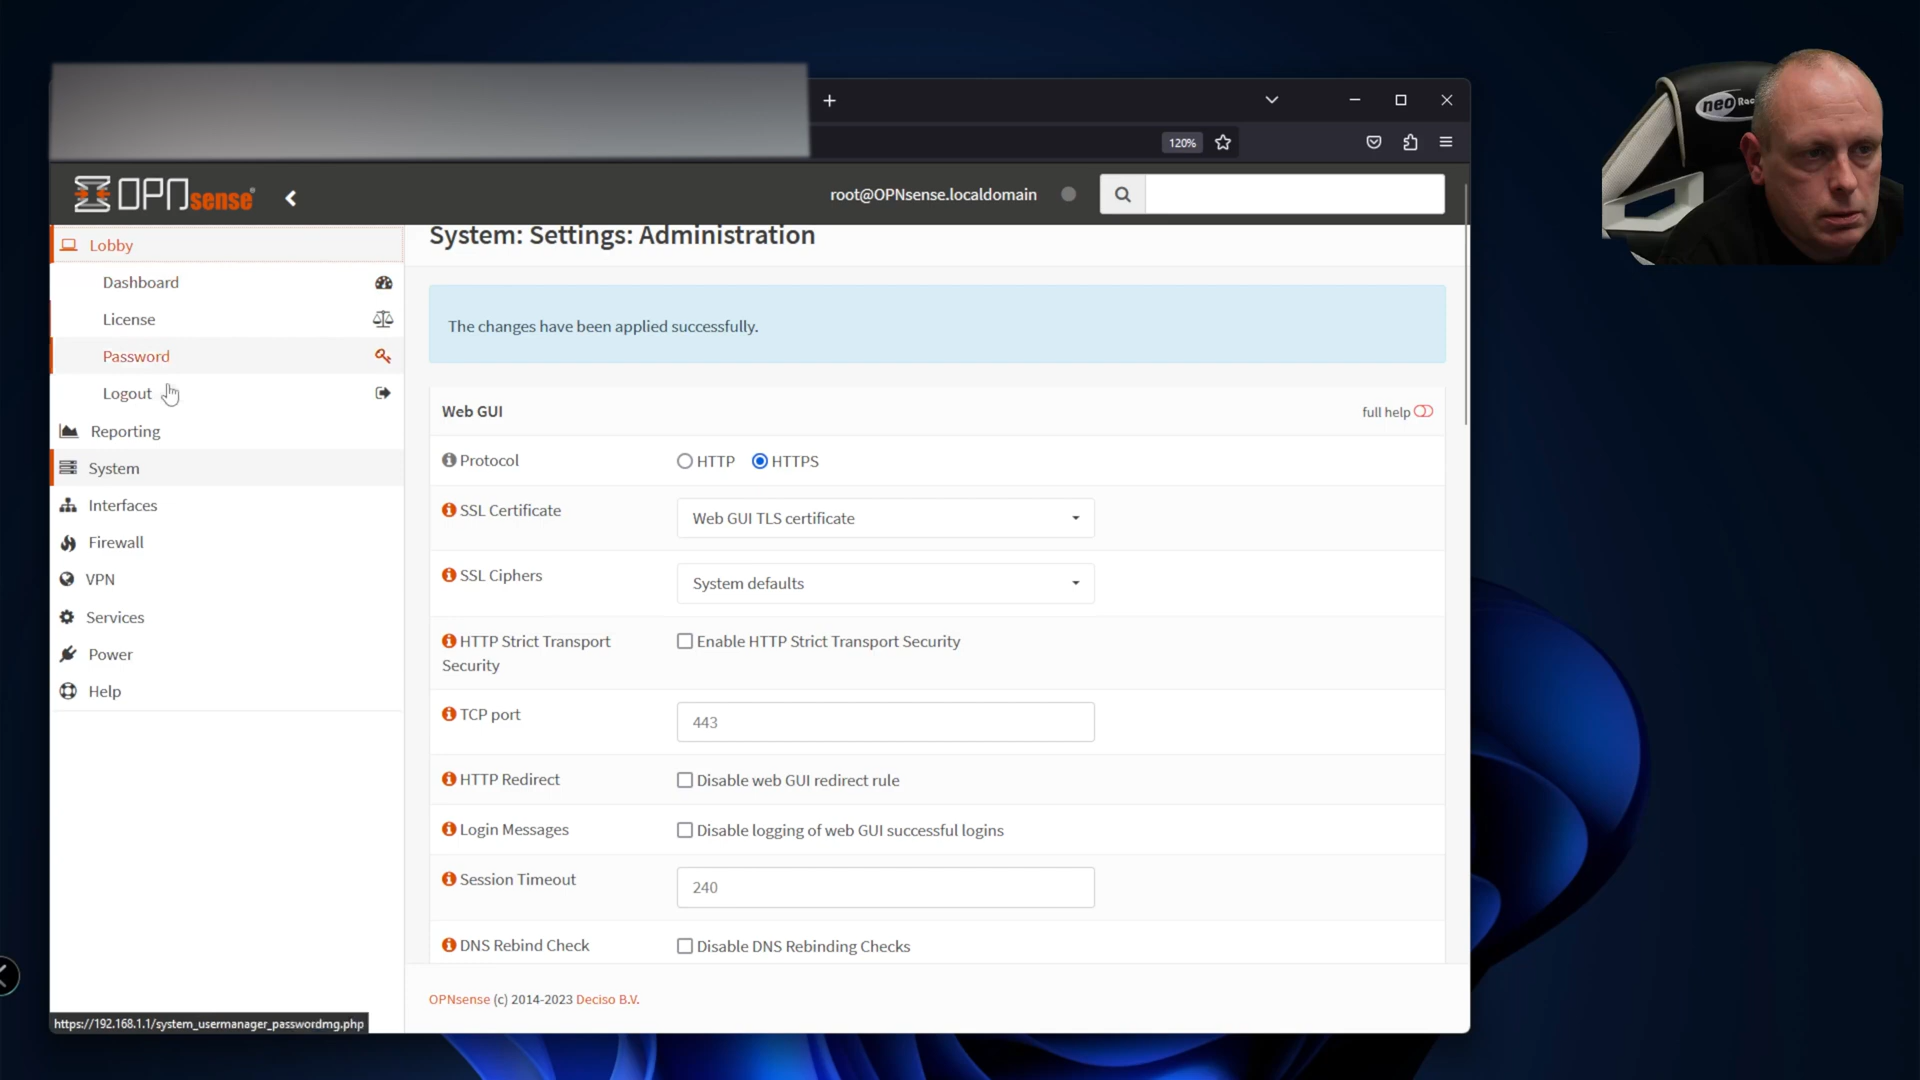 120%
OPNsense
root@OPNsense.localdomain
Lobby
Dashboard
License
Password
Logout
Reporting
System
Interfaces
Firewall
VPN
Services
Power
Help
System: Settings: Administration
The changes have been applied successfully.
Web GUI
full help
Protocol
HTTP HTTPS
SSL Certificate
Web GUI TLS certificate
SSL Ciphers
System defaults
HTTP Strict Transport
Security
Enable HTTP Strict Transport Security
TCP port
443
HTTP Redirect
Disable web GUI redirect rule
Login Messages
Disable logging of web GUI successful logins
Session Timeout
240
DNS Rebind Check
Disable DNS Rebinding Checks
OPNsense (c) 2014-2023 Deciso B.V.
https://192.168.1.1/system_usermanager_passwordmg.php
neo